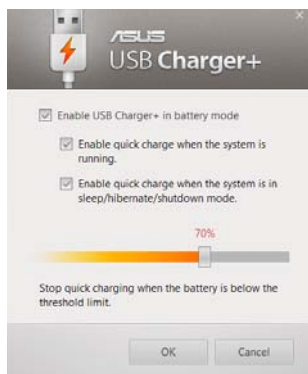 ASUS
USB Charger+
Enable USB Charger+ in battery mode
Enable quick charge when the system is
running.
Enable quick charge when the system is in
sleep/hibernate/shutdown mode.
70%
Stop quick charging when the battery is below the
threshold limit.
OK
Cancel